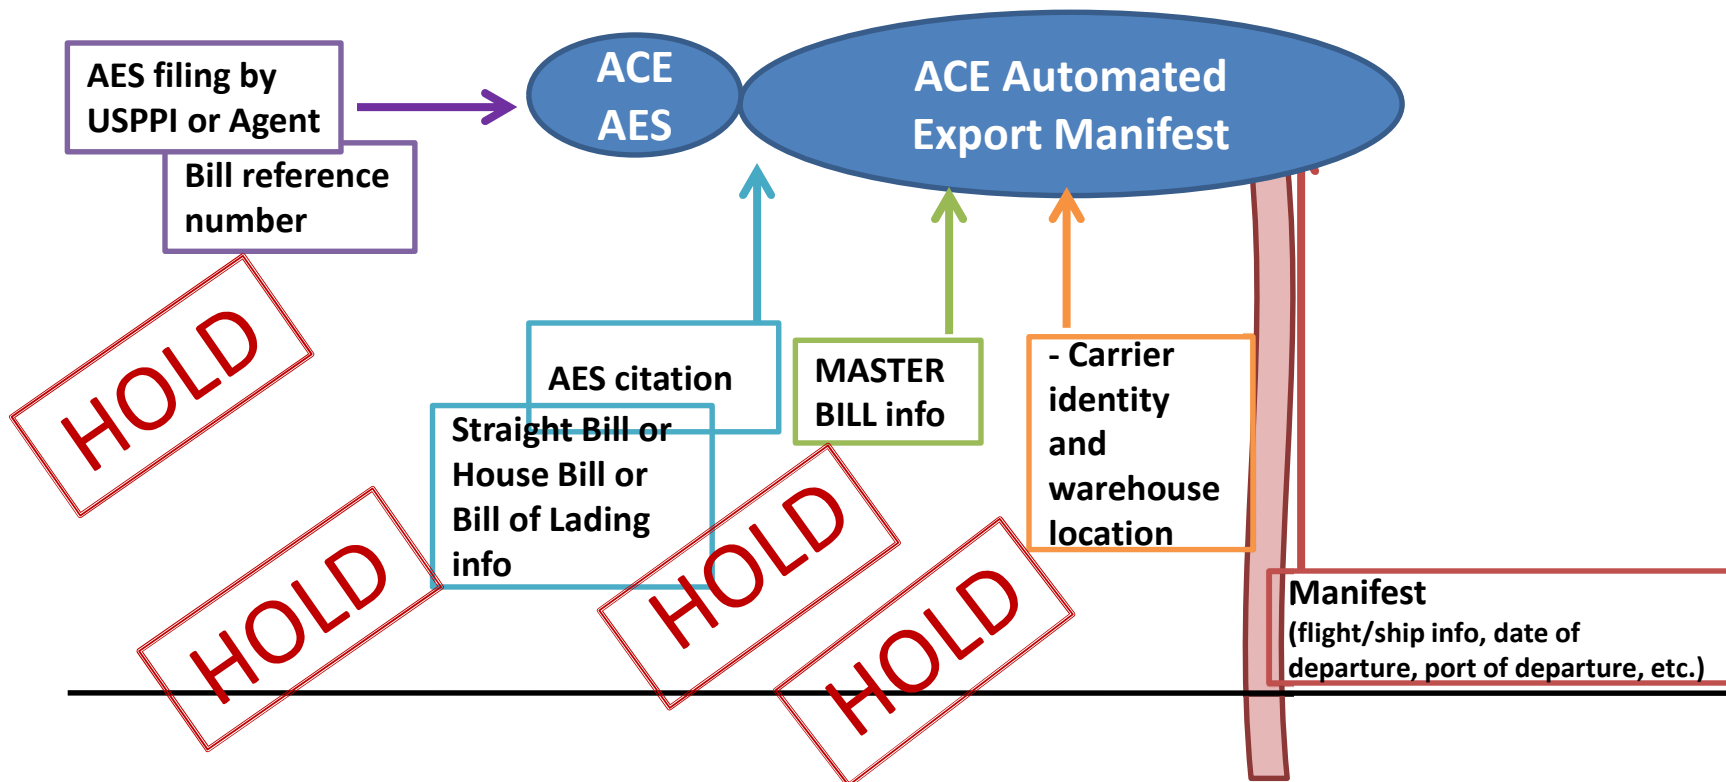 AES filing by
USPPI or Agent
Bill reference
number
ACE
AES
ACE Automated
Export Manifest
HOLD
HOLD
AES citation
Straight Bill or
House Bill or
Bill of Lading
info
MASTER
BILL info
HOLD
HOLD
- Carrier
identity
and
warehouse
location
Manifest
(flight/ship info, date of
departure, port of departure, etc.)